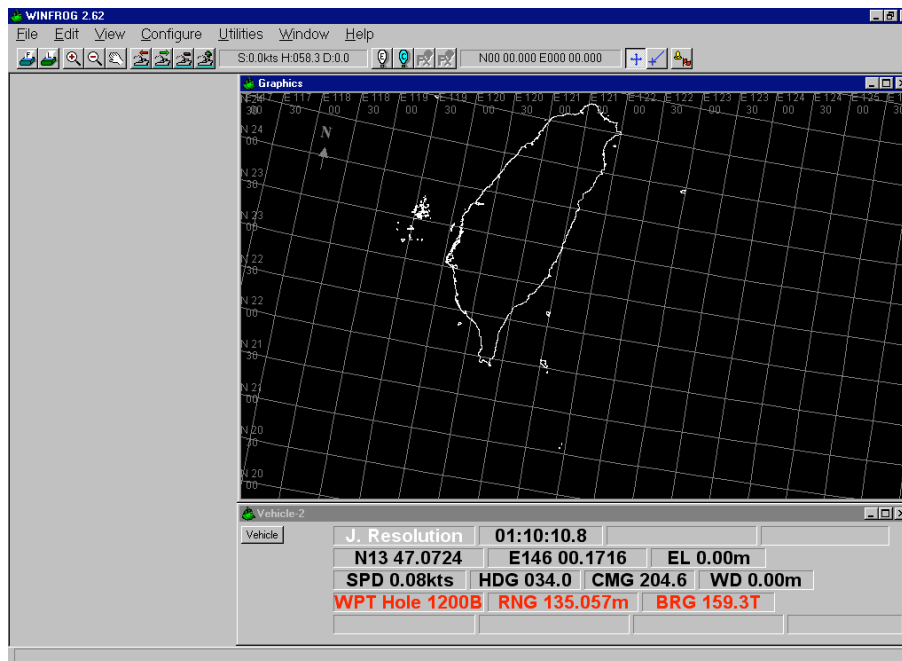 WINFROG 2.62
File Edit View Configure Utilities Window Help
S:0.0kts H:058.3 D:0.0 N00 00.000 E000 00.000
Graphics
E 117 E 118 E 118 E 119 E 119 E 120 E 120 E 121 E 121 E 122 E 122 E 123 E 123 E 124 E 124 E 125
30 00 30 00 30 00 30 00 30 00 30 00 30 00 30 00 30
N
N 24
00
N 23
30
N 23
00
N 22
30
N 22
00
N 21
30
N 21
00
N 20
30
N 20
00
Vehicle-2
Vehicle J. Resolution 01:10:10.8
N13 47.0724 E146 00.1716 EL 0.00m
SPD 0.08kts HDG 034.0 CMG 204.6 WD 0.00m
WPT Hole 1200B RNG 135.057m BRG 159.3T